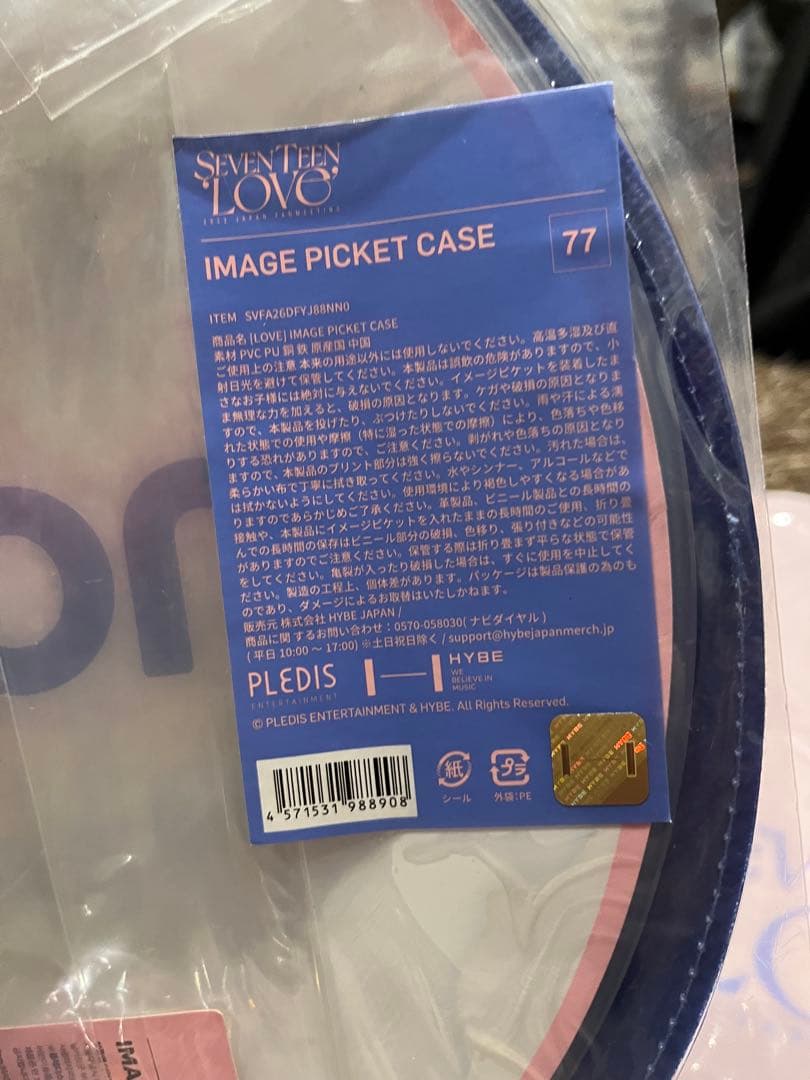 SEVENTEEN
'LOVE'
2023 JAPAN FANMEETING
IMAGE PICKET CASE
77
ITEM SVFA26DFYJ88NN0
商品名 [LOVE] IMAGE PICKET CASE
素材 PVC PU 銅 鉄 原産国 中国
ご使用上の注意 本来の用途以外には使用しないでください。高温多湿及び直
射日光を避けて保管してください。本製品は誤飲の危険がありますので、小
さなお子様には絶対に与えないでください。イメージピケットを装着したま
ま無理な力を加えると、破損の原因となります。ケガや破損の原因となりま
すので、本製品を投げたり、ぶつけたりしないでください。雨や汗による濡
れた状態での使用や摩擦（特に湿った状態での摩擦）により、色落ちや色移
りする恐れがありますので、ご注意ください。剥がれや色落ちの原因となり
ますので、本製品のプリント部分は強く擦らないでください。汚れた場合は、
柔らかい布で丁寧に拭き取ってください。水やシンナー、アルコールなどで
は拭かないようにしてください。使用環境により褐色しやすくなる場合があ
りますのであらかじめご了承ください。革製品、ビニール製品との長時間の
接触や、本製品にイメージピケットを入れたままの長時間のご使用、折り畳
んでの長時間の保存はビニール部分の破損、色移り、張り付きなどの可能性
がありますのでご注意ください。保管する際は折り畳まず平らな状態で保管
をしてください。亀裂が入ったり破損した場合は、すぐに使用を中止してく
ださい。製造の工程上、個体差があります。パッケージは製品保護の為のも
のであり、ダメージによるお取替はいたしかねます。
販売元 株式会社 HYBE JAPAN /
商品に関するお問い合わせ：0570-058030( ナビダイヤル )
( 平日 10:00 〜 17:00) ※土日祝日除く / support@hybejapanmerch.jp
PLEDIS
ENTERTAINMENT
HYBE
WE
BELIEVE IN
MUSIC
© PLEDIS ENTERTAINMENT & HYBE. All Rights Reserved.
4 571531 988908
紙
シール
プラ
外袋：PE
HYBE
on
IMA